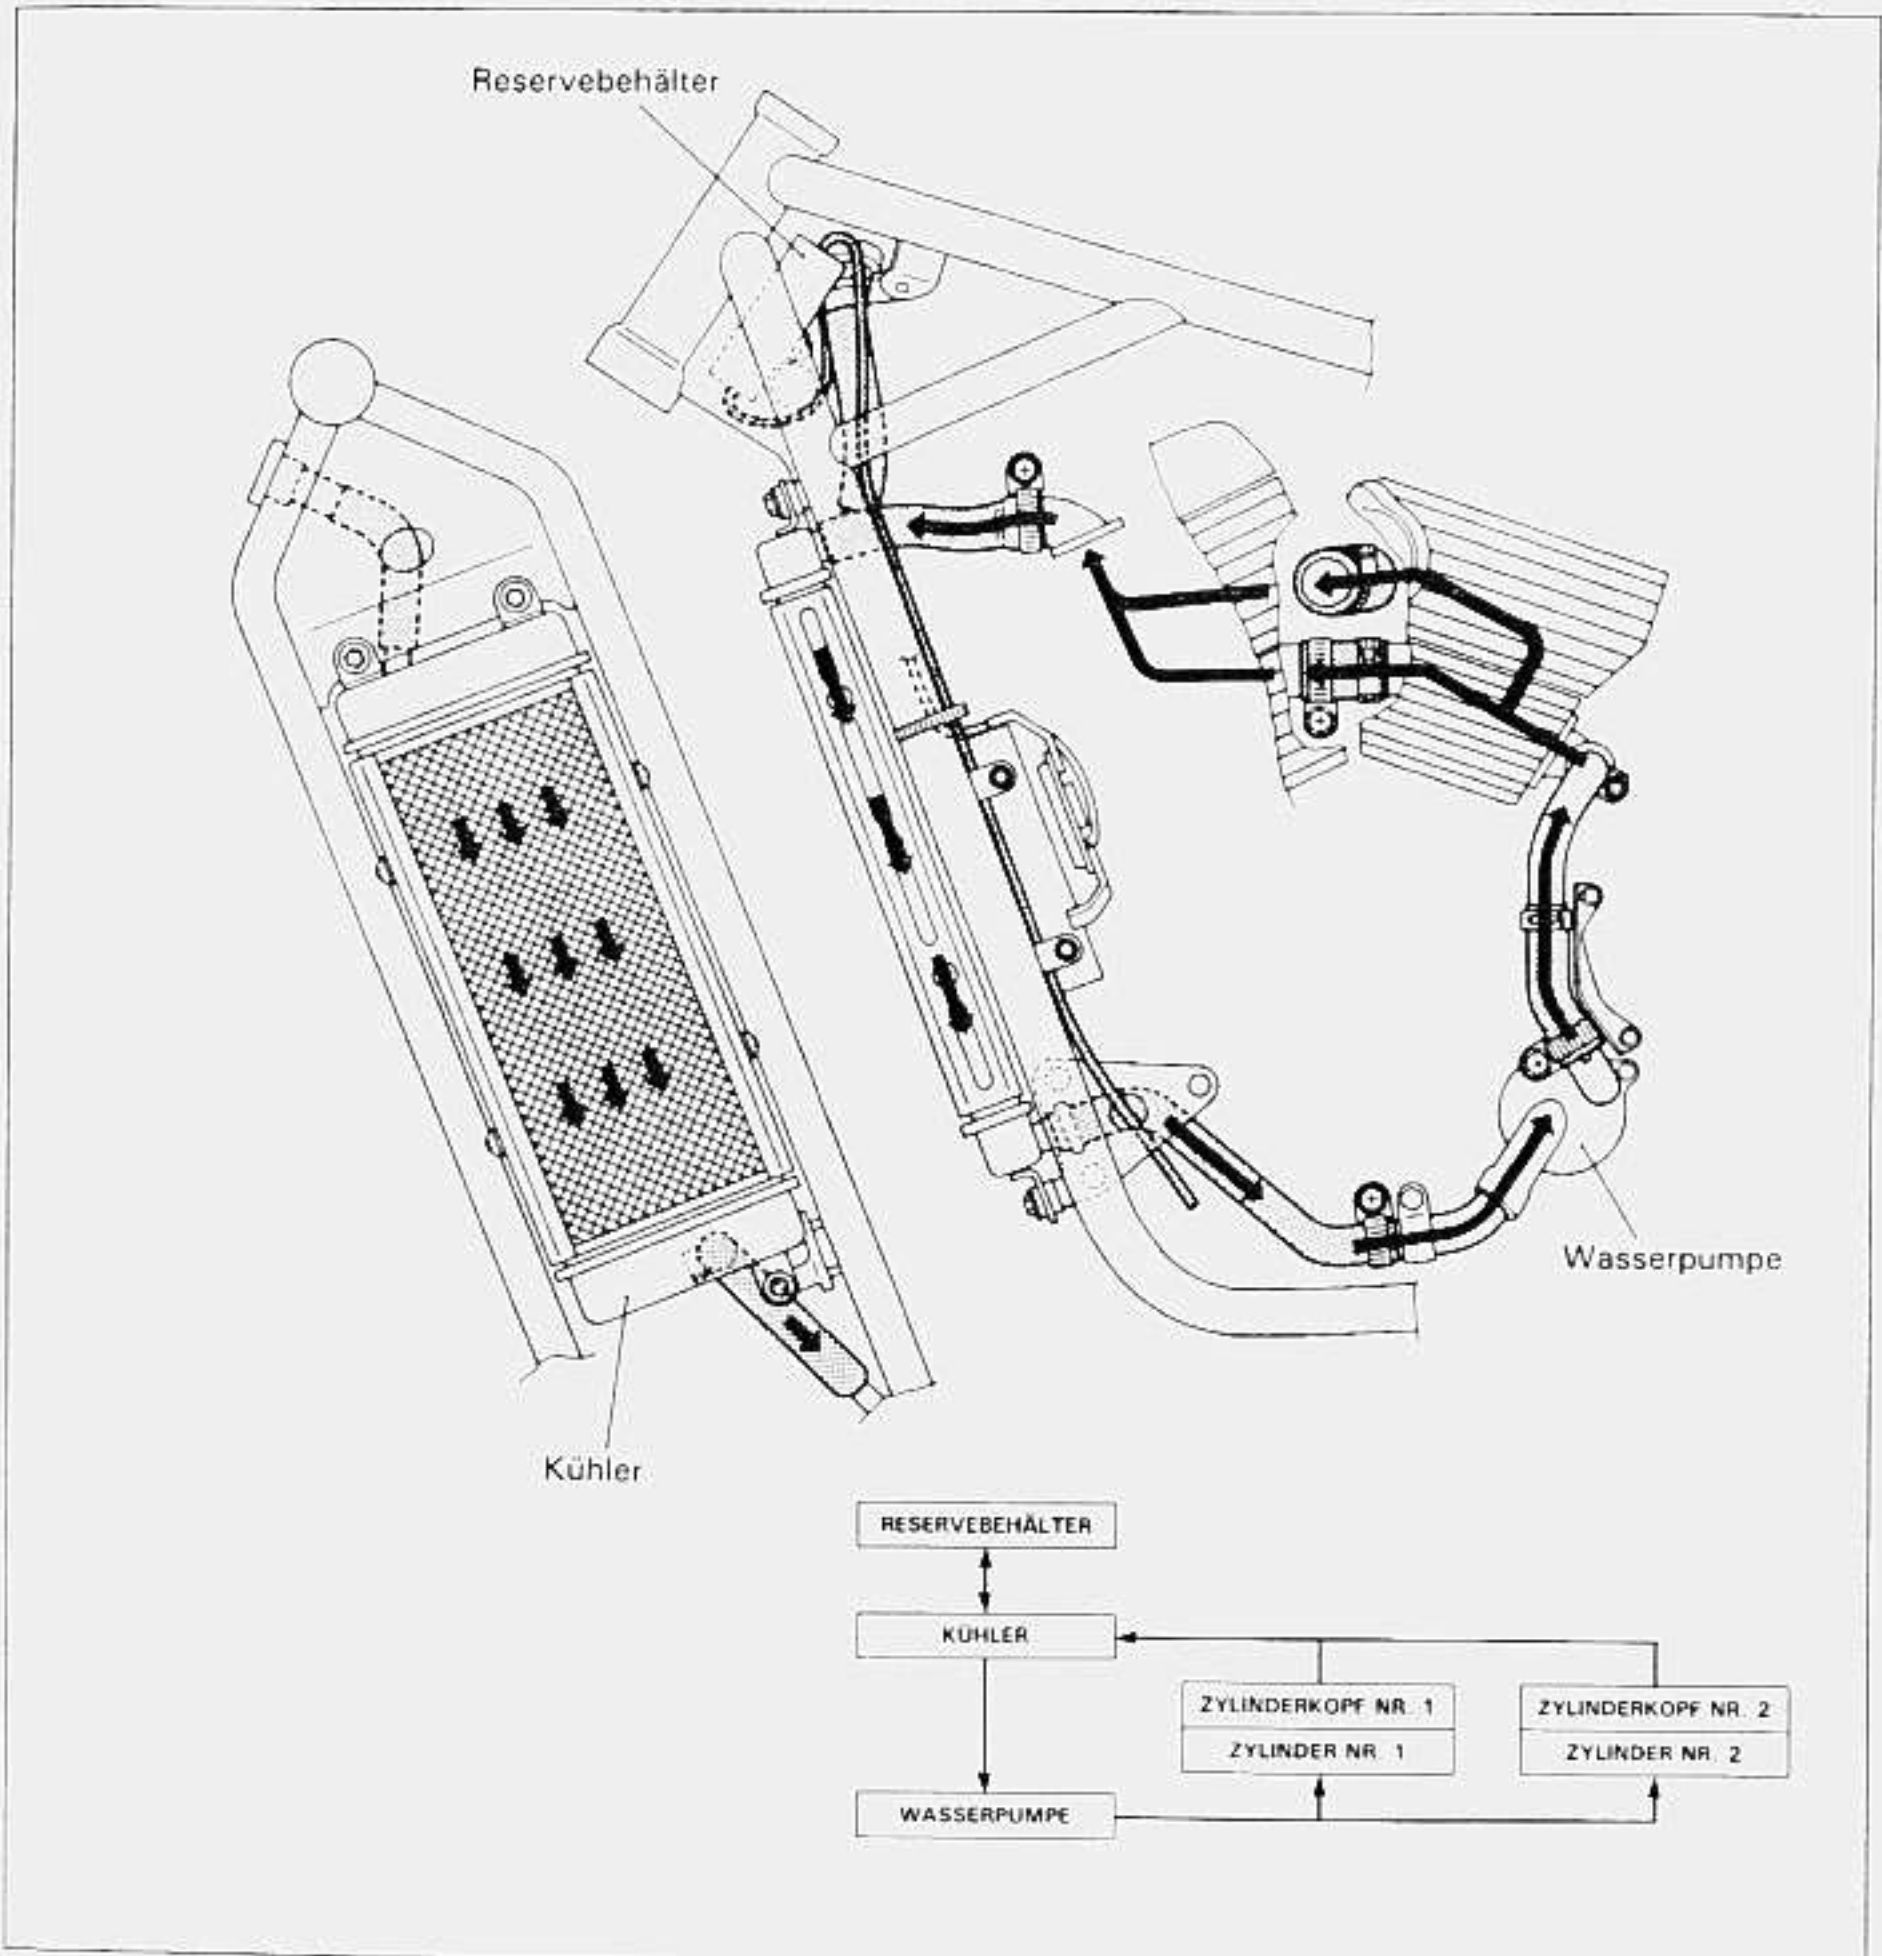 Reservebehälter
Wasserpumpe
Kühler
RESERVEBEHÄLTER
KÜHLER
ZYLINDERKOPF NR. 1
ZYLINDERKOPF NR. 2
ZYLINDER NR. 1
ZYLINDER NR. 2
WASSERPUMPE